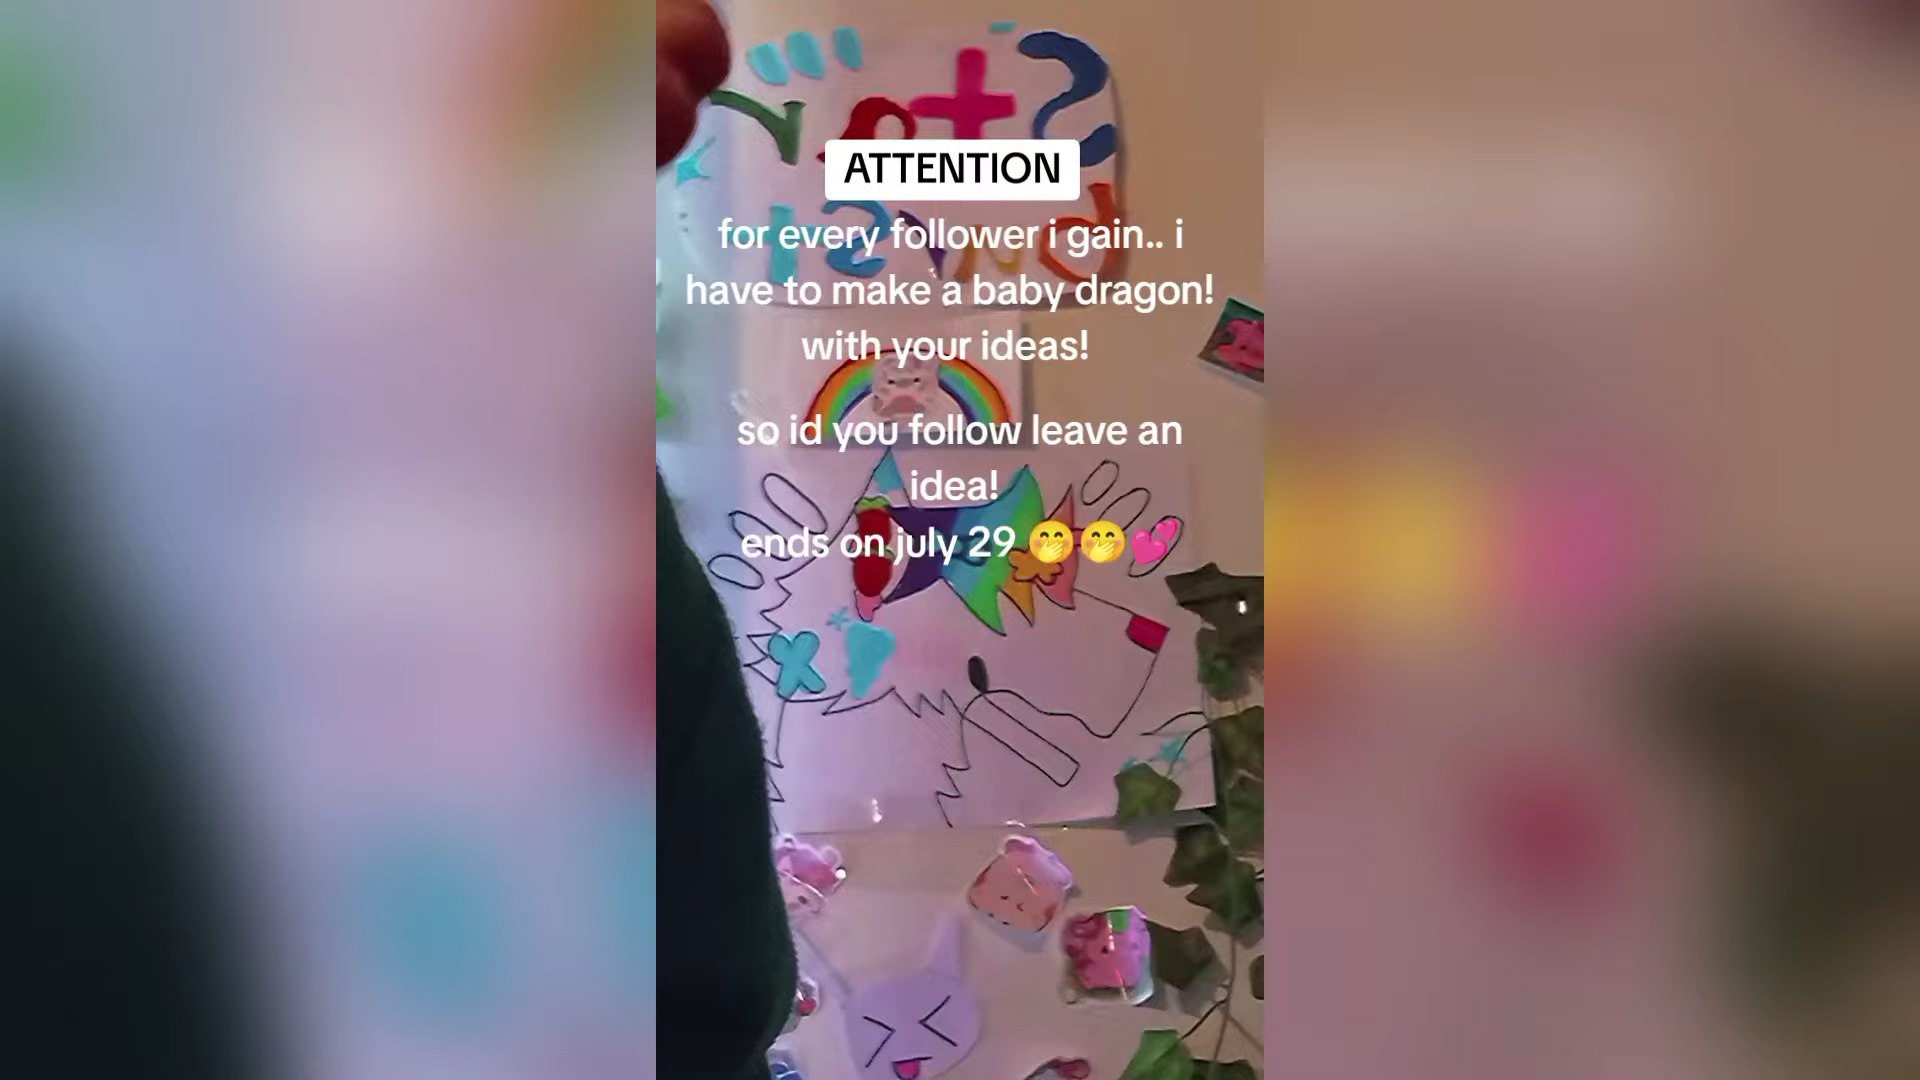 ATTENTION
for every follower i gain.. i
have to make a baby dragon!
with your ideas!
so id you follow leave an
idea!
ends on july 29 🤭🤭💕